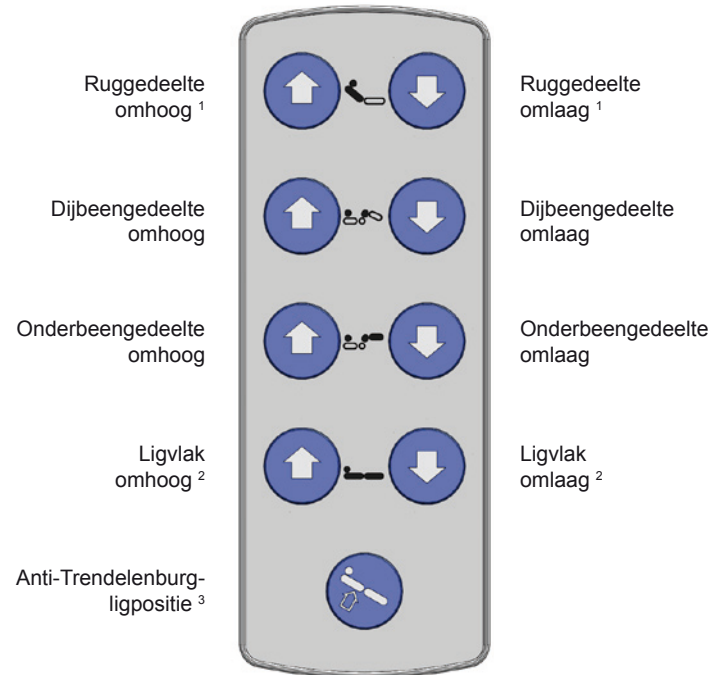 Ruggedeelte
omhoog ¹
Ruggedeelte
omlaag ¹
Dijbeengedeelte
omhoog
Dijbeengedeelte
omlaag
Onderbeengedeelte
omhoog
Onderbeengedeelte
omlaag
Ligvlak
omhoog ²
Ligvlak
omlaag ²
Anti-Trendelenburg-
ligpositie ³